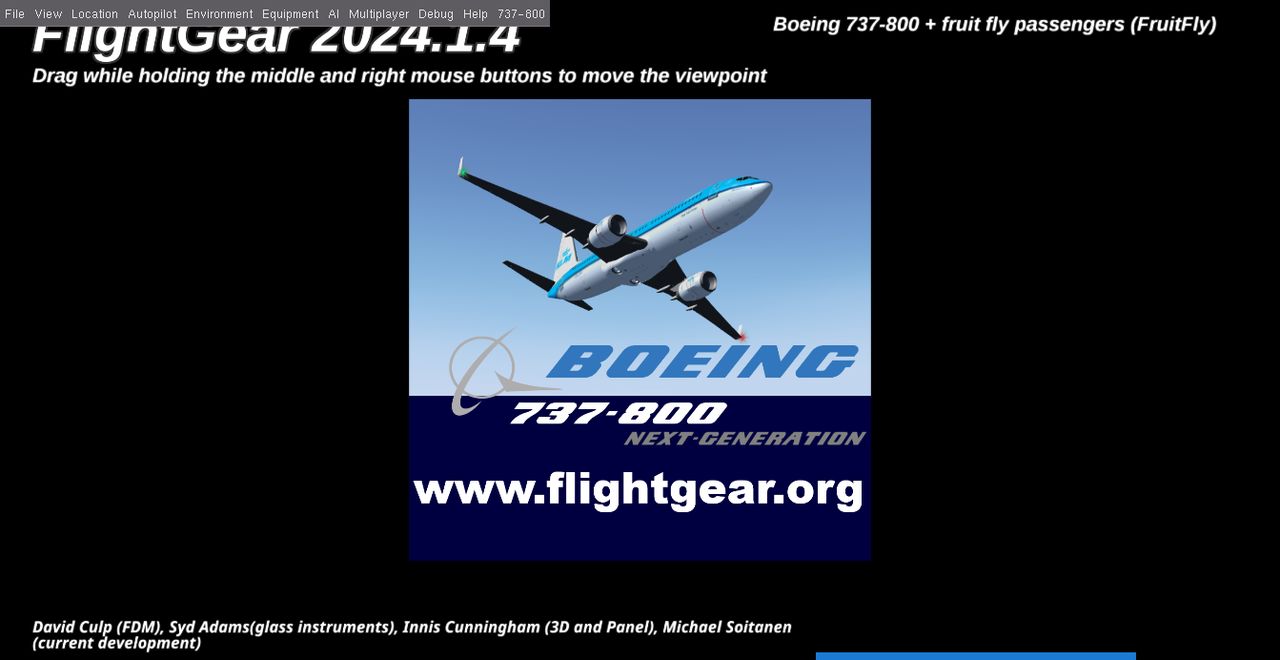 File View Location Autopilot Environment Equipment AI Multiplayer Debug Help 737-800
FlightGear 2024.1.4
Boeing 737-800 + fruit fly passengers (FruitFly)
Drag while holding the middle and right mouse buttons to move the viewpoint
BOEING
737-800
NEXT-GENERATION
www.flightgear.org
David Culp (FDM), Syd Adams(glass instruments), Innis Cunningham (3D and Panel), Michael Soitanen
(current development)